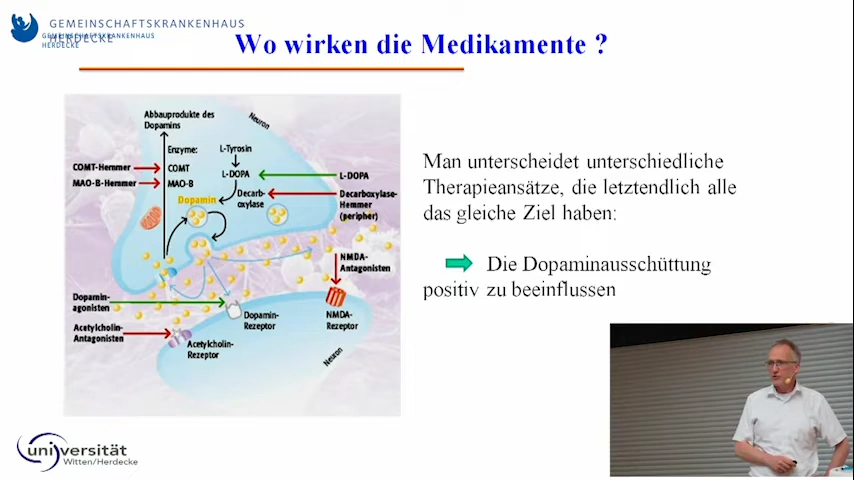 GEMEINSCHAFTSKRANKENHAUS
HERDECKE
GEMEINSCHAFTSKRANKENHAUS
HERDECKE
Wo wirken die Medikamente ?
Abbauprodukte des
Dopamins
Neuron
Enzyme:
L-Tyrosin
COMT-Hemmer
COMT
L-DOPA
L-DOPA
MAO-B-Hemmer
MAO-B
Dopamin
Decarb-
oxylase
Decarboxylase-
Hemmer
(peripher)
NMDA-
Antagonisten
Dopamin-
agonisten
Dopamin-
Rezeptor
NMDA-
Rezeptor
Acetylcholin-
Antagonisten
Acetylcholin-
Rezeptor
Neuron
Man unterscheidet unterschiedliche
Therapieansätze, die letztendlich alle
das gleiche Ziel haben:
Die Dopaminausschüttung
positiv zu beeinflussen
universität
Witten/Herdecke